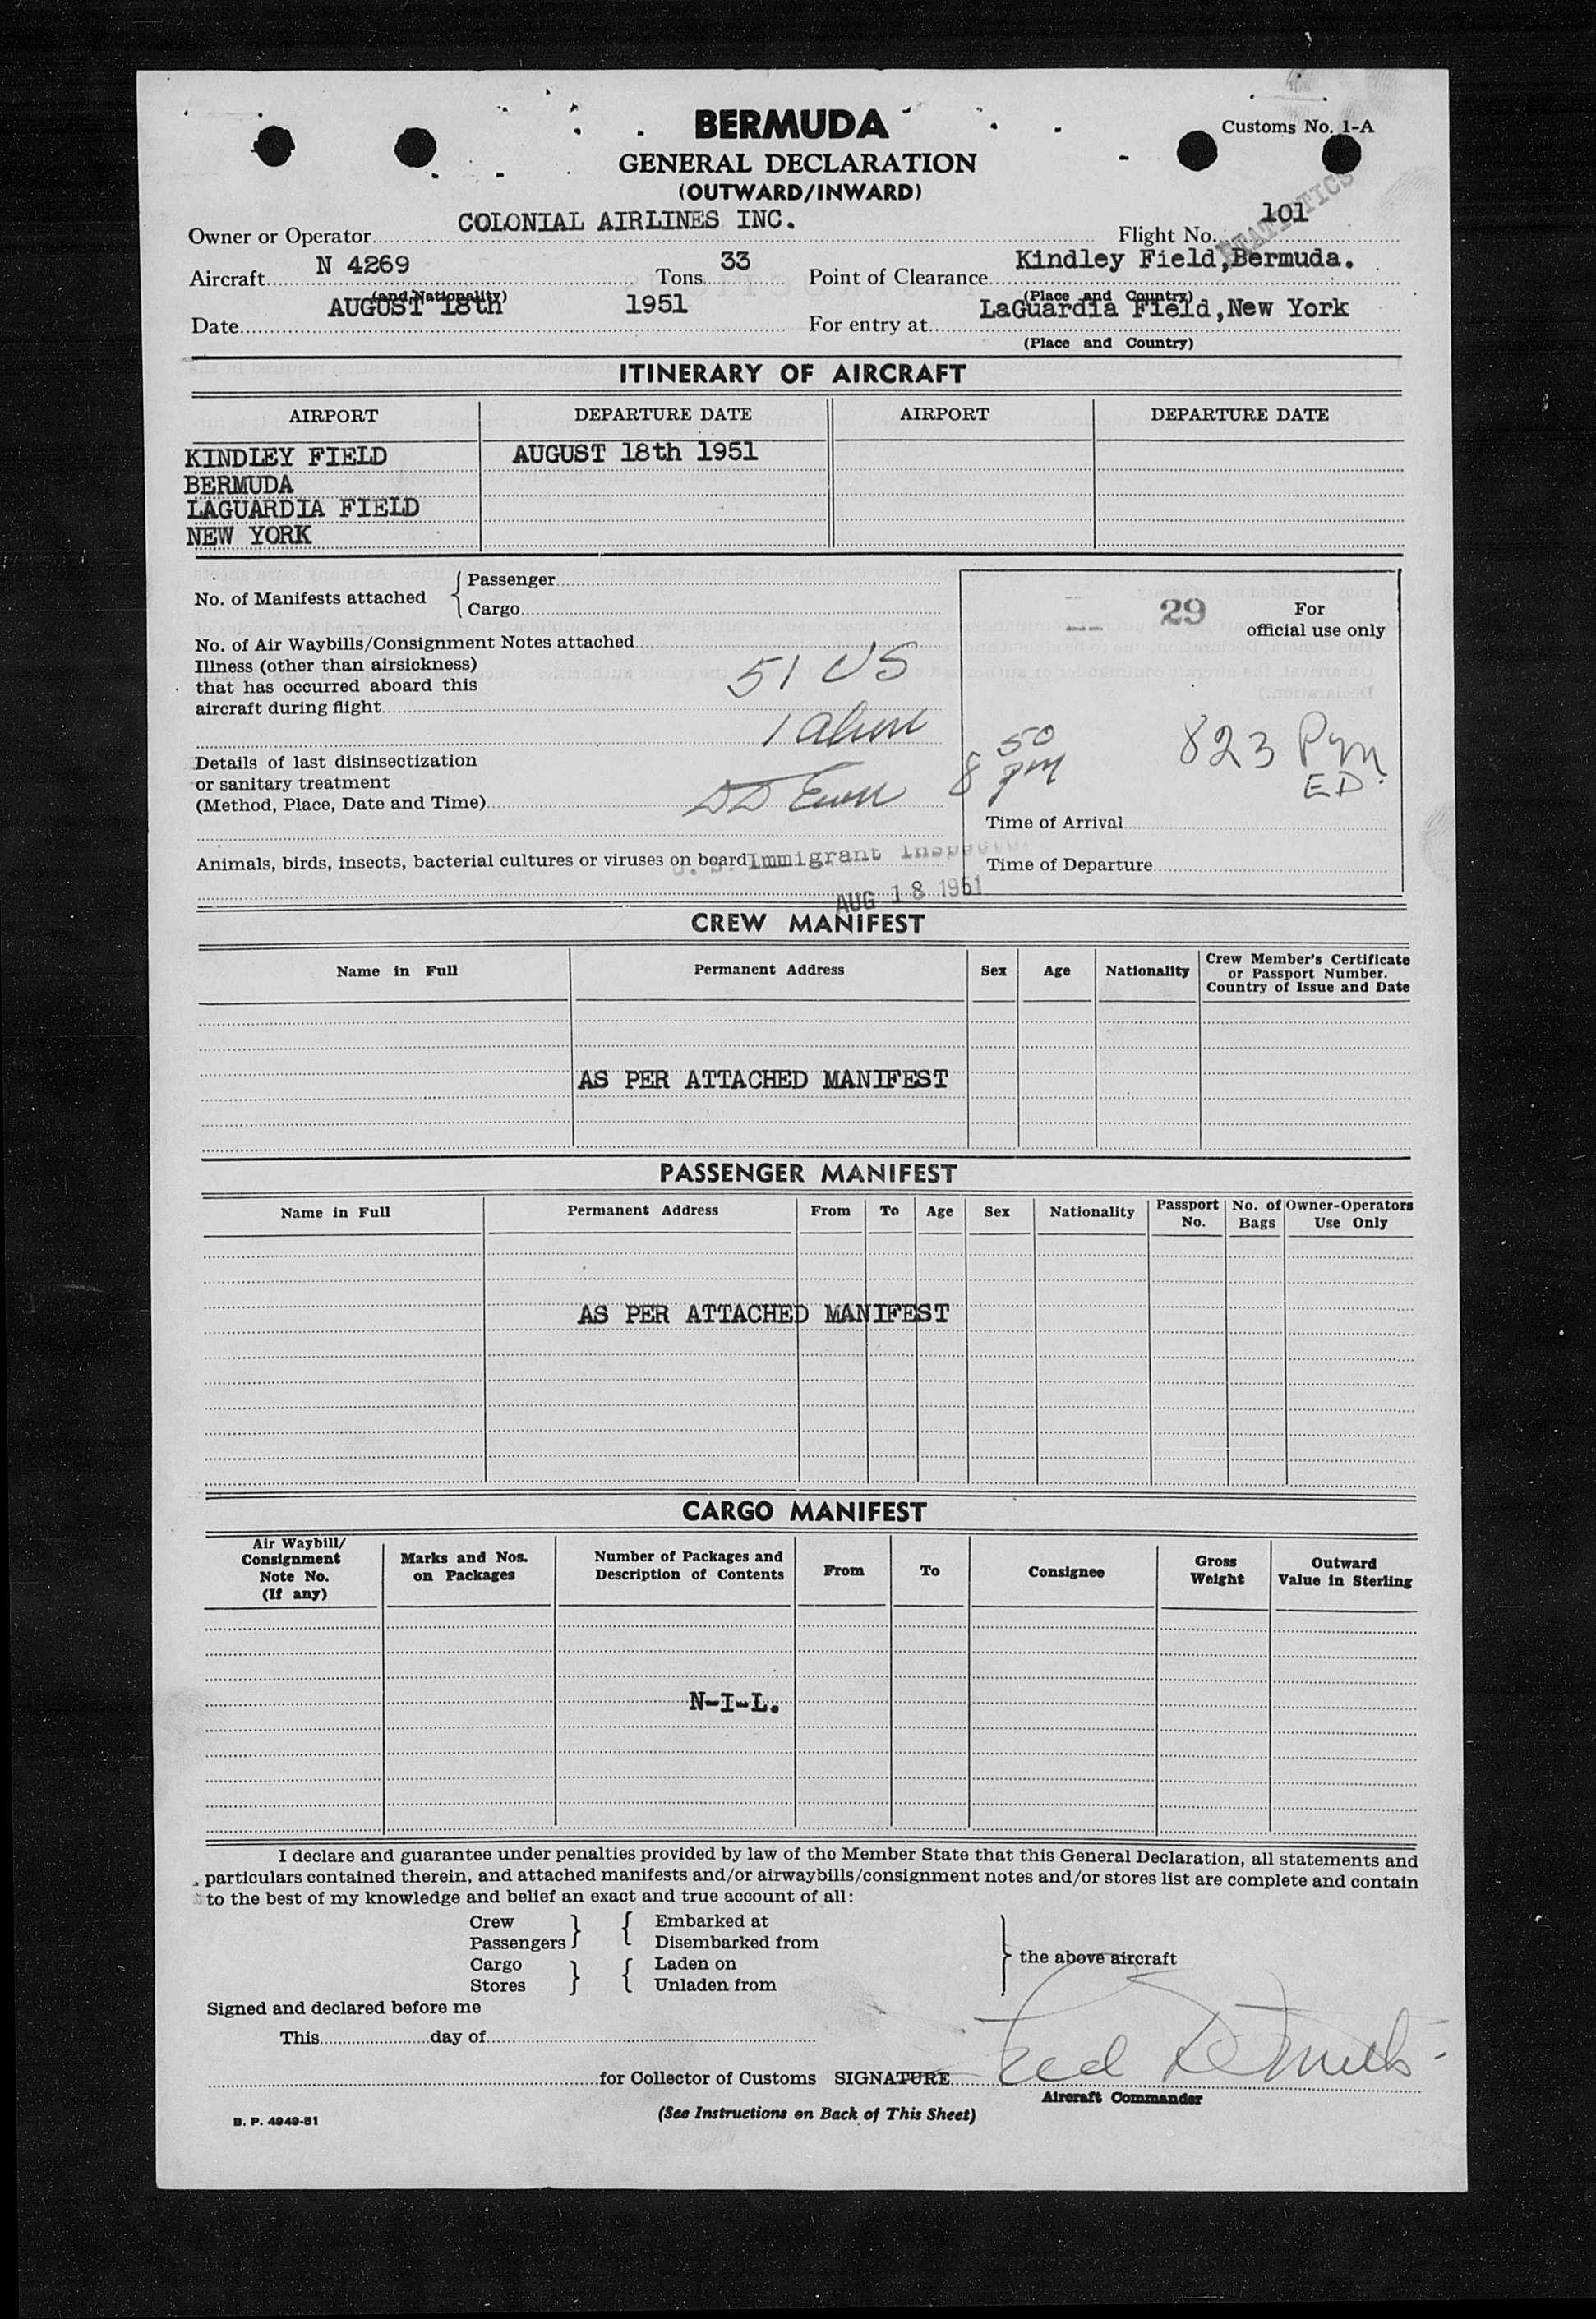 BERMUDA
Customs No. 1-A
GENERAL DECLARATION
(OUTWARD/INWARD)
STATISTICS
Owner or Operator COLONIAL AIRLINES INC. Flight No. 101
Aircraft N 4269 Tons 33 Point of Clearance Kindley Field,Bermuda.
(and Nationality) (Place and Country)
Date AUGUST 18th 1951 For entry at LaGuardia Field,New York
(Place and Country)
ITINERARY OF AIRCRAFT
AIRPORT DEPARTURE DATE AIRPORT DEPARTURE DATE
KINDLEY FIELD AUGUST 18th 1951
BERMUDA
LAGUARDIA FIELD
NEW YORK
No. of Manifests attached { Passenger
Cargo
29 For official use only
No. of Air Waybills/Consignment Notes attached
Illness (other than airsickness)
that has occurred aboard this
aircraft during flight
51 US
1 alien
Details of last disinsectization
or sanitary treatment
(Method, Place, Date and Time)
8 50 pm
823 Pm
ED.
Time of Arrival
Animals, birds, insects, bacterial cultures or viruses on board
U. S. Immigrant Inspector
AUG 18 1951
Time of Departure
CREW MANIFEST
Name in Full Permanent Address Sex Age Nationality Crew Member's Certificate or Passport Number. Country of Issue and Date
AS PER ATTACHED MANIFEST
PASSENGER MANIFEST
Name in Full Permanent Address From To Age Sex Nationality Passport No. No. of Bags Owner-Operators Use Only
AS PER ATTACHED MANIFEST
CARGO MANIFEST
Air Waybill/ Consignment Note No. (If any) Marks and Nos. on Packages Number of Packages and Description of Contents From To Consignee Gross Weight Outward Value in Sterling
N-I-L.
I declare and guarantee under penalties provided by law of the Member State that this General Declaration, all statements and
particulars contained therein, and attached manifests and/or airwaybills/consignment notes and/or stores list are complete and contain
to the best of my knowledge and belief an exact and true account of all:
Crew } { Embarked at
Passengers Disembarked from
} the above aircraft
Cargo } { Laden on
Stores Unladen from
Signed and declared before me
This day of
for Collector of Customs SIGNATURE Fred
Aircraft Commander
B. P. 4949-51
(See Instructions on Back of This Sheet)